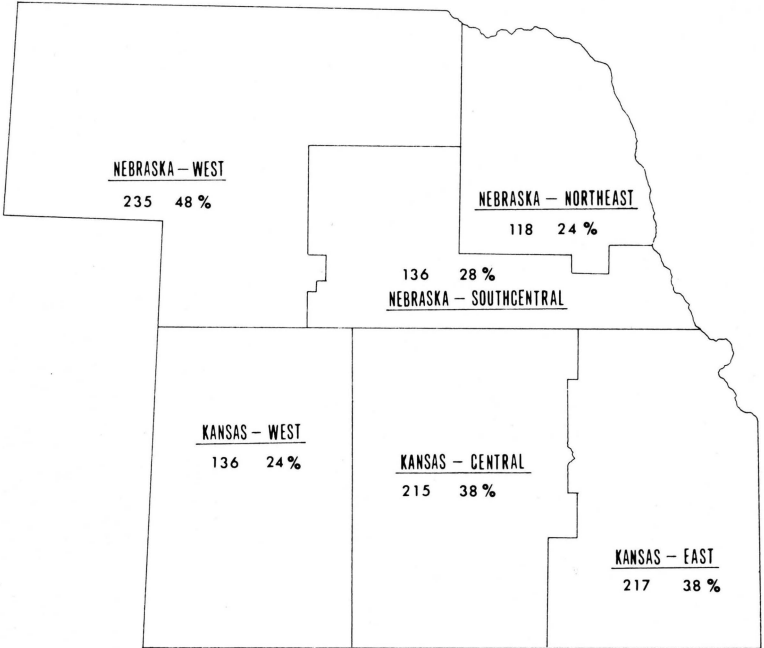 NEBRASKA – WEST
235 48 %
NEBRASKA – NORTHEAST
118 24 %
136 28 %
NEBRASKA – SOUTHCENTRAL
KANSAS – WEST
136 24 %
KANSAS – CENTRAL
215 38 %
KANSAS – EAST
217 38 %